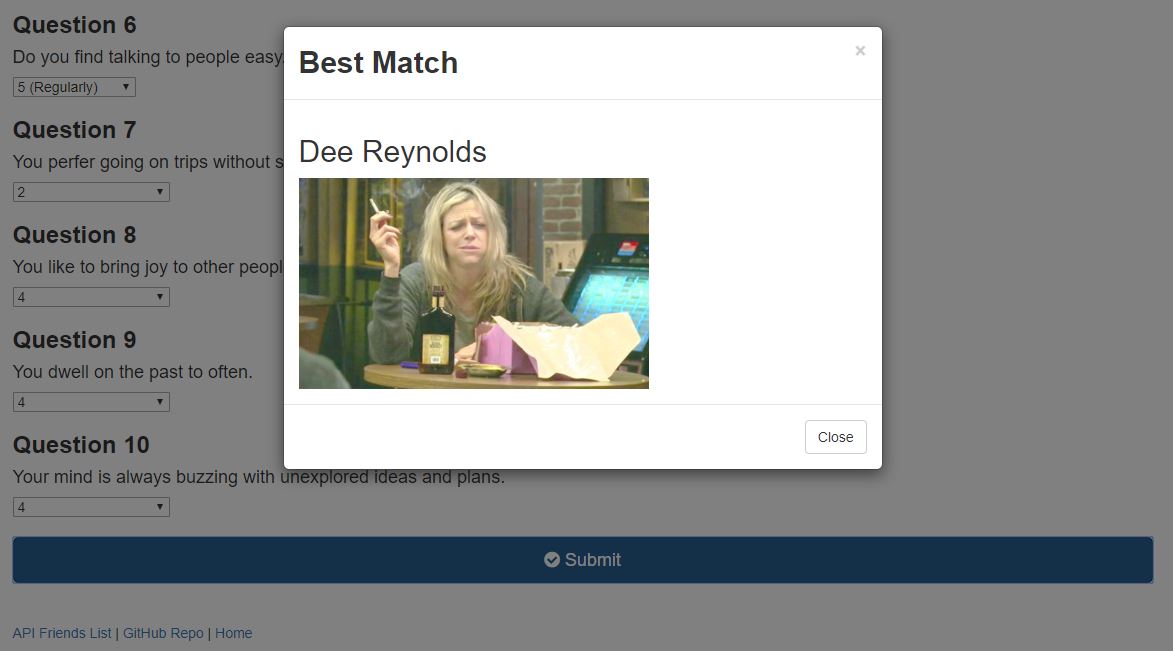 Question 6
Do you find talking to people easy.
5 (Regularly)
Question 7
You perfer going on trips without s
2
Question 8
You like to bring joy to other peopl
4
Question 9
You dwell on the past to often.
4
Question 10
Your mind is always buzzing with unexplored ideas and plans.
4
Submit
API Friends List | GitHub Repo | Home
Best Match
×
Dee Reynolds
Close